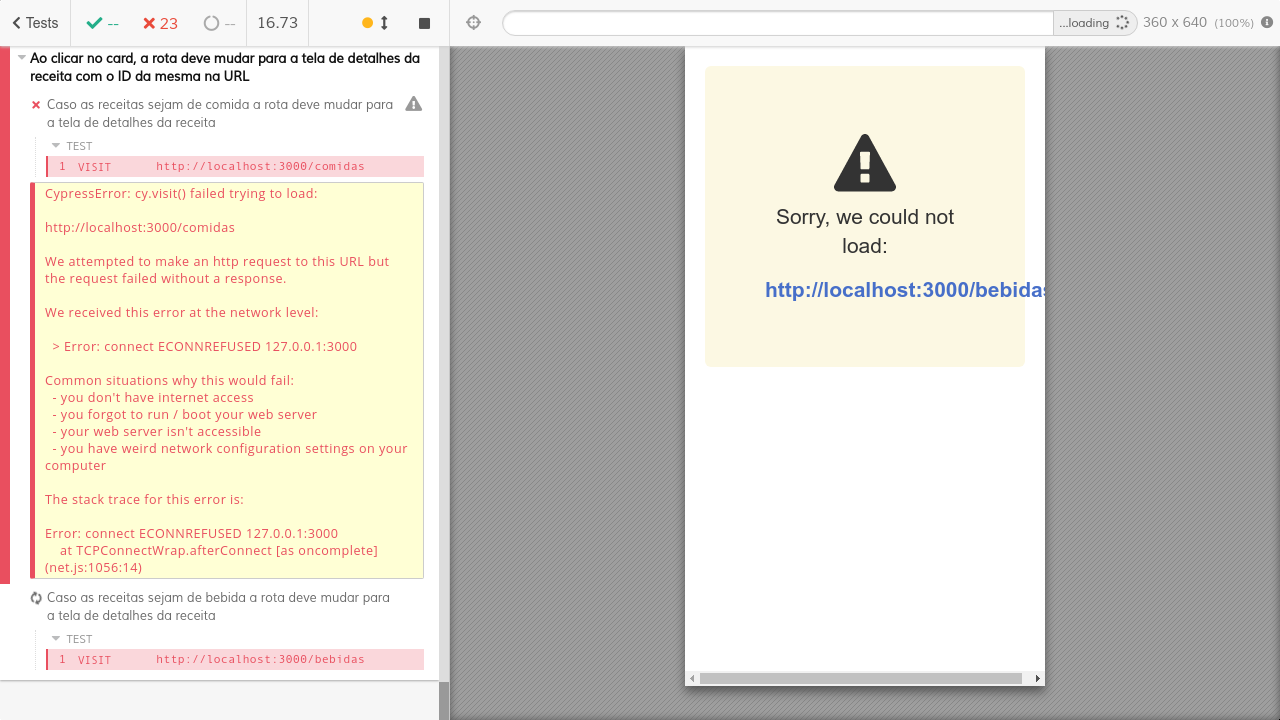 Tests
--
23
--
16.73
...loading
360 x 640 (100%)
Ao clicar no card, a rota deve mudar para a tela de detalhes da
receita com o ID da mesma na URL
Caso as receitas sejam de comida a rota deve mudar para
a tela de detalhes da receita
TEST
1 VISIT http://localhost:3000/comidas
CypressError: cy.visit() failed trying to load:
http://localhost:3000/comidas
We attempted to make an http request to this URL but
the request failed without a response.
We received this error at the network level:
> Error: connect ECONNREFUSED 127.0.0.1:3000
Common situations why this would fail:
- you don't have internet access
- you forgot to run / boot your web server
- your web server isn't accessible
- you have weird network configuration settings on your
computer
The stack trace for this error is:
Error: connect ECONNREFUSED 127.0.0.1:3000
at TCPConnectWrap.afterConnect [as oncomplete]
(net.js:1056:14)
Caso as receitas sejam de bebida a rota deve mudar para
a tela de detalhes da receita
TEST
1 VISIT http://localhost:3000/bebidas
Sorry, we could not
load:
http://localhost:3000/bebidas